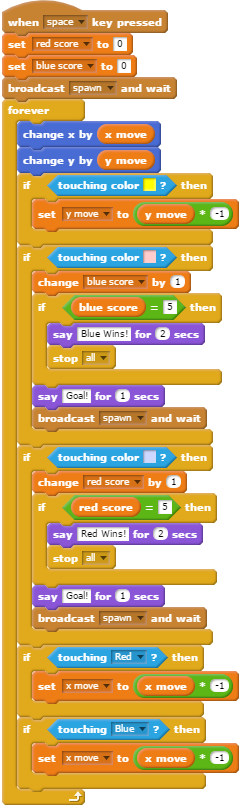 when space key pressed
set red score to 0
set blue score to 0
broadcast spawn and wait
forever
change x by x move
change y by y move
if touching color ? then
set y move to y move * -1
if touching color ? then
change blue score by 1
if blue score = 5 then
say Blue Wins! for 2 secs
stop all
say Goal! for 1 secs
broadcast spawn and wait
if touching color ? then
change red score by 1
if red score = 5 then
say Red Wins! for 2 secs
stop all
say Goal! for 1 secs
broadcast spawn and wait
if touching Red ? then
set x move to x move * -1
if touching Blue ? then
set x move to x move * -1